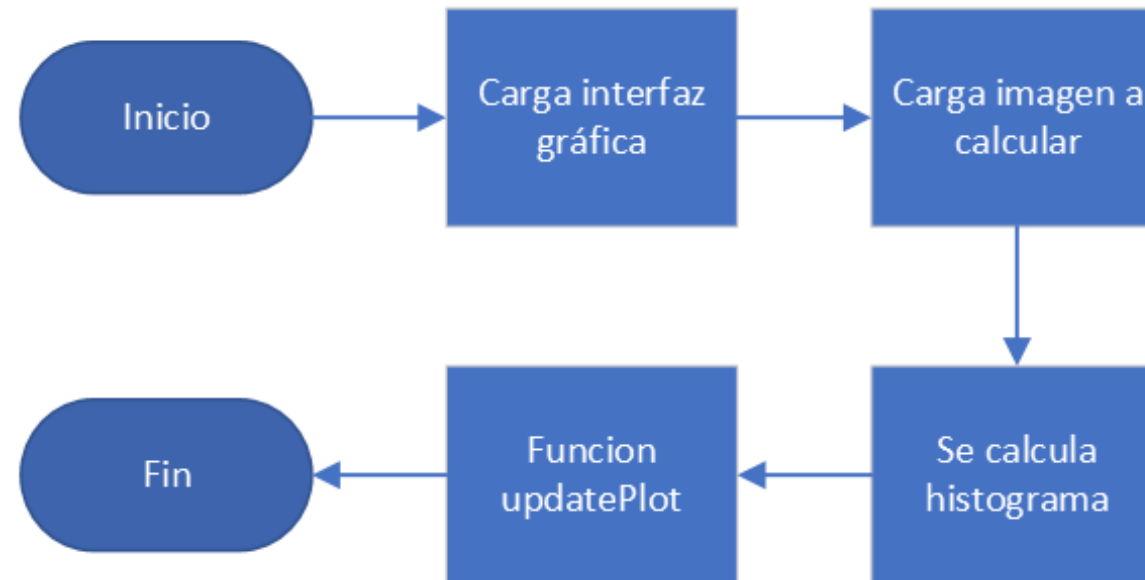 Inicio
Carga interfaz
gráfica
Carga imagen a
calcular
Se calcula
histograma
Funcion
updatePlot
Fin